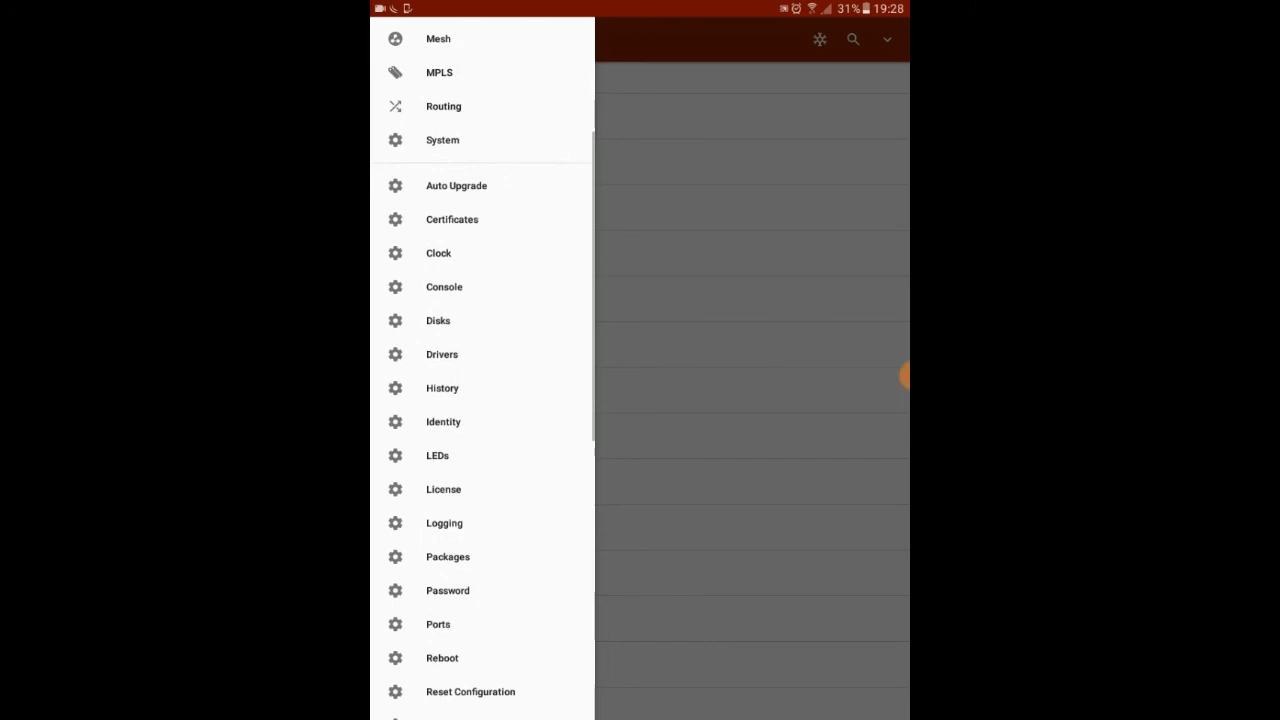 31% 19:28
Mesh
MPLS
Routing
System
Auto Upgrade
Certificates
Clock
Console
Disks
Drivers
History
Identity
LEDs
License
Logging
Packages
Password
Ports
Reboot
Reset Configuration